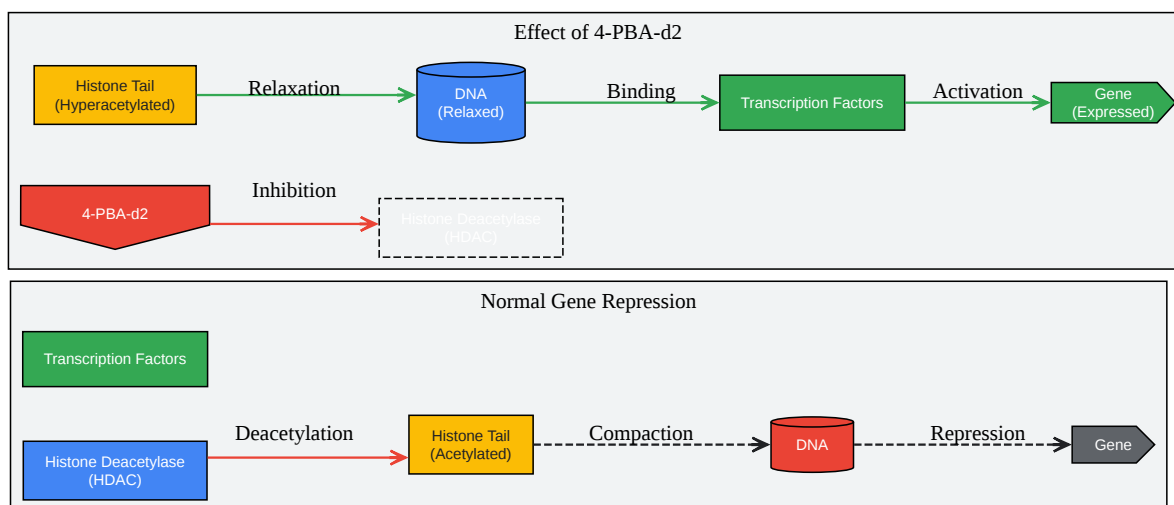 Effect of 4-PBA-d2
Histone Tail
(Hyperacetylated)
Relaxation
DNA
(Relaxed)
Binding
Transcription Factors
Activation
Gene
(Expressed)
4-PBA-d2
Inhibition
Histone Deacetylase
(HDAC)
Normal Gene Repression
Transcription Factors
Histone Deacetylase
(HDAC)
Deacetylation
Histone Tail
(Acetylated)
Compaction
DNA
Repression
Gene